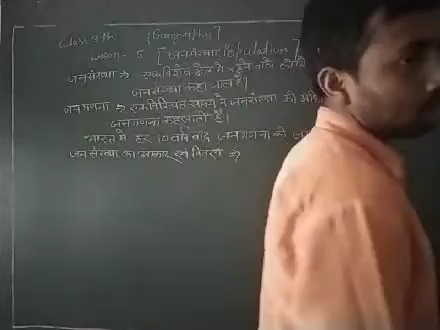 Class 9th [Geography]
Lesson - 5 [जनसंख्या Population]
जनसंख्या ⇒ एक विशेष क्षेत्र में रहने वाले लोगों
जनसंख्या कहा जाता है।
जनगणना ⇒ एक निश्चित समय में जनसंख्या की
जनगणना कहलाती है।
भारत में हर 10 वर्ष बाद जनगणना की
जनसंख्या का आकार एवं वितरण ⇒